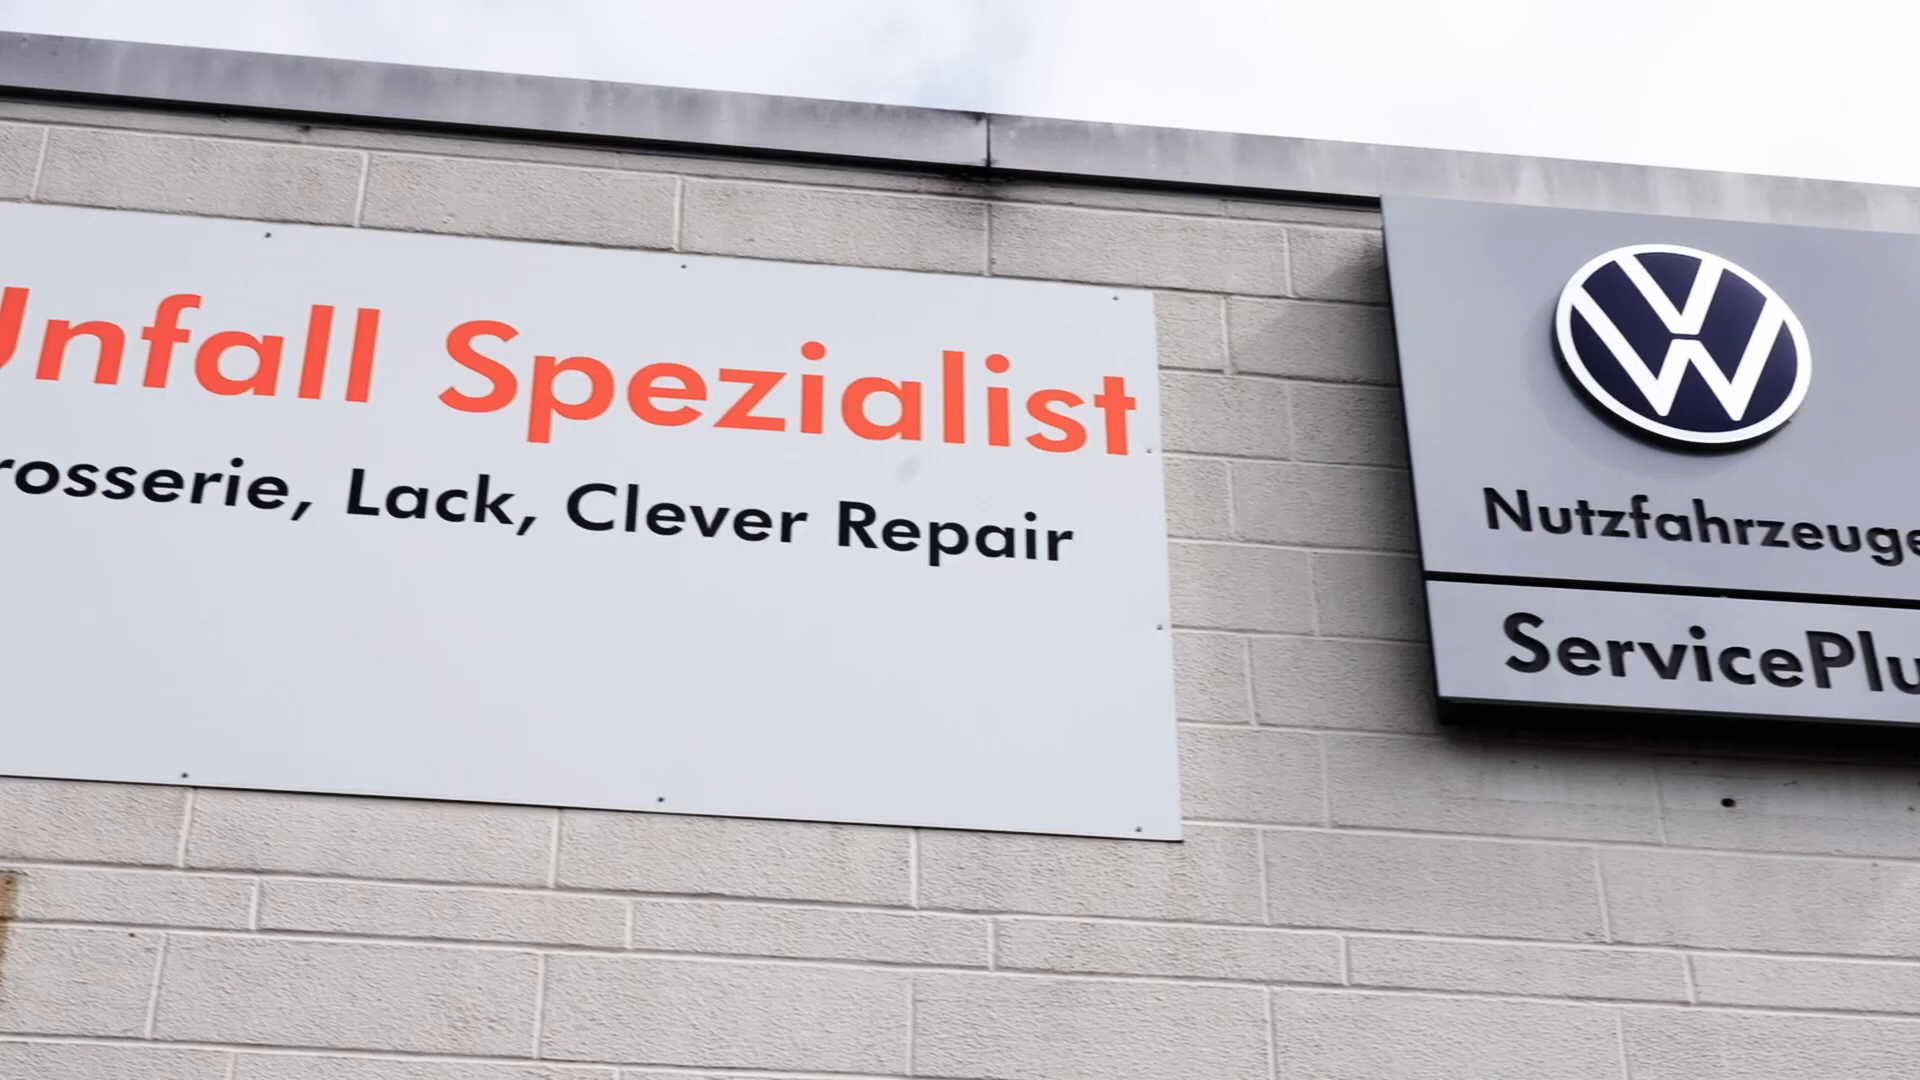 Unfall Spezialist
rosserie, Lack, Clever Repair
Nutzfahrzeuge
ServicePlu